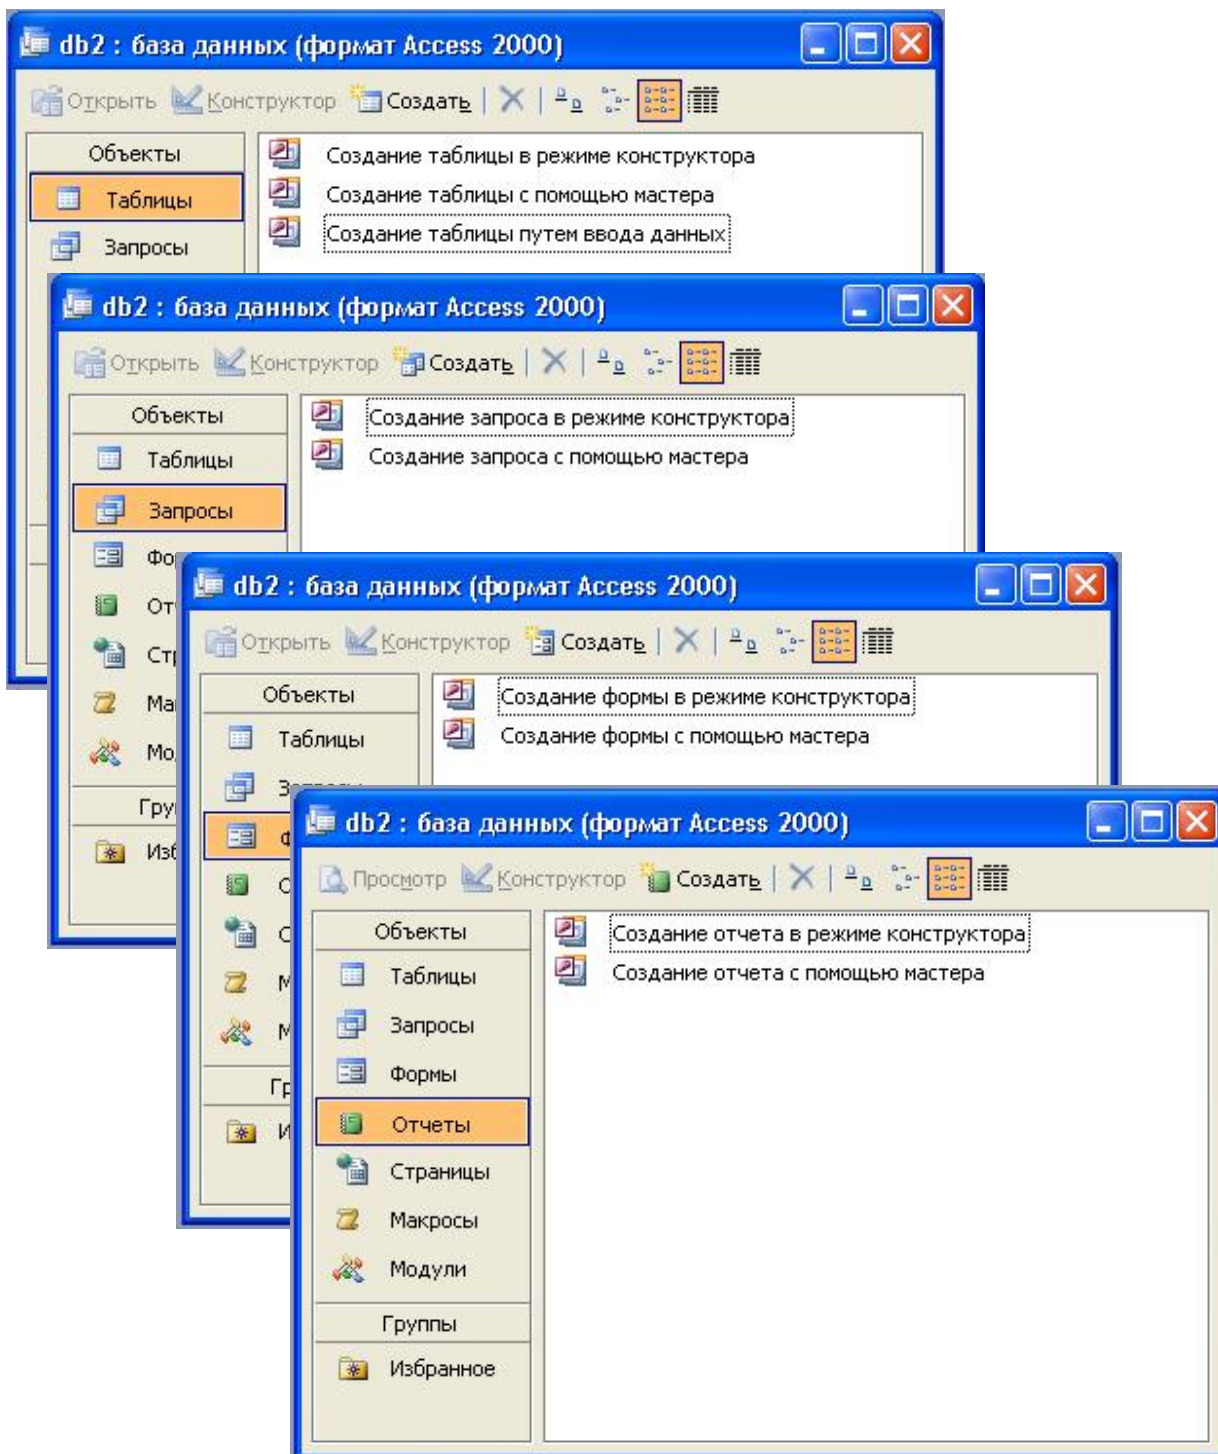 db2 : база данных (формат Access 2000)
Открыть Конструктор Создать
Объекты
Таблицы
Запросы
Создание таблицы в режиме конструктора
Создание таблицы с помощью мастера
Создание таблицы путем ввода данных
db2 : база данных (формат Access 2000)
Открыть Конструктор Создать
Объекты
Таблицы
Запросы
Создание запроса в режиме конструктора
Создание запроса с помощью мастера
db2 : база данных (формат Access 2000)
Открыть Конструктор Создать
Объекты
Таблицы
Создание формы в режиме конструктора
Создание формы с помощью мастера
db2 : база данных (формат Access 2000)
Просмотр Конструктор Создать
Объекты
Таблицы
Запросы
Формы
Отчеты
Страницы
Макросы
Модули
Группы
Избранное
Создание отчета в режиме конструктора
Создание отчета с помощью мастера